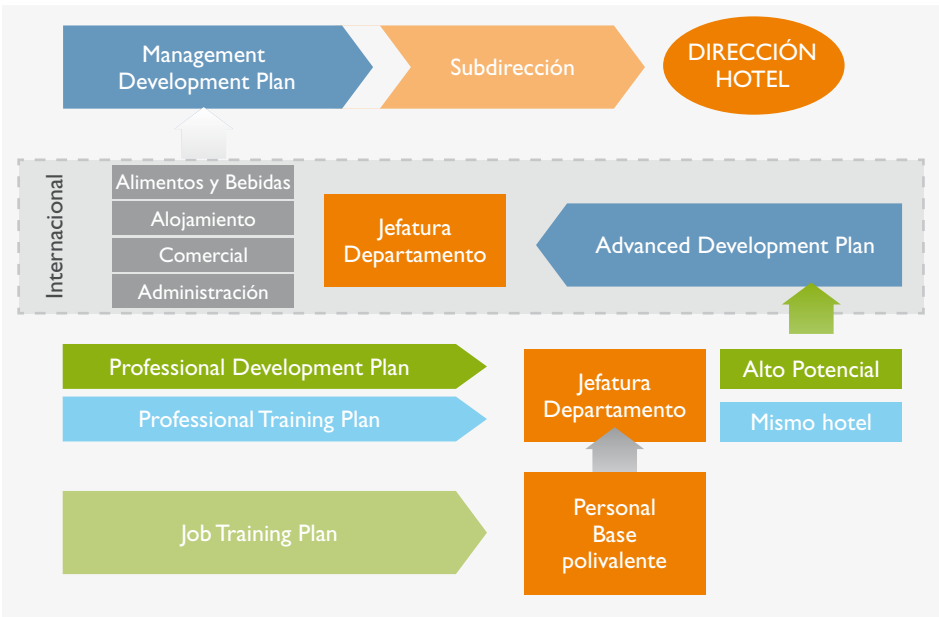 Management
Development Plan
Subdirección
DIRECCIÓN
HOTEL
Internacional
Alimentos y Bebidas
Alojamiento
Comercial
Administración
Jefatura
Departamento
Advanced Development Plan
Professional Development Plan
Professional Training Plan
Jefatura
Departamento
Alto Potencial
Mismo hotel
Job Training Plan
Personal
Base
polivalente